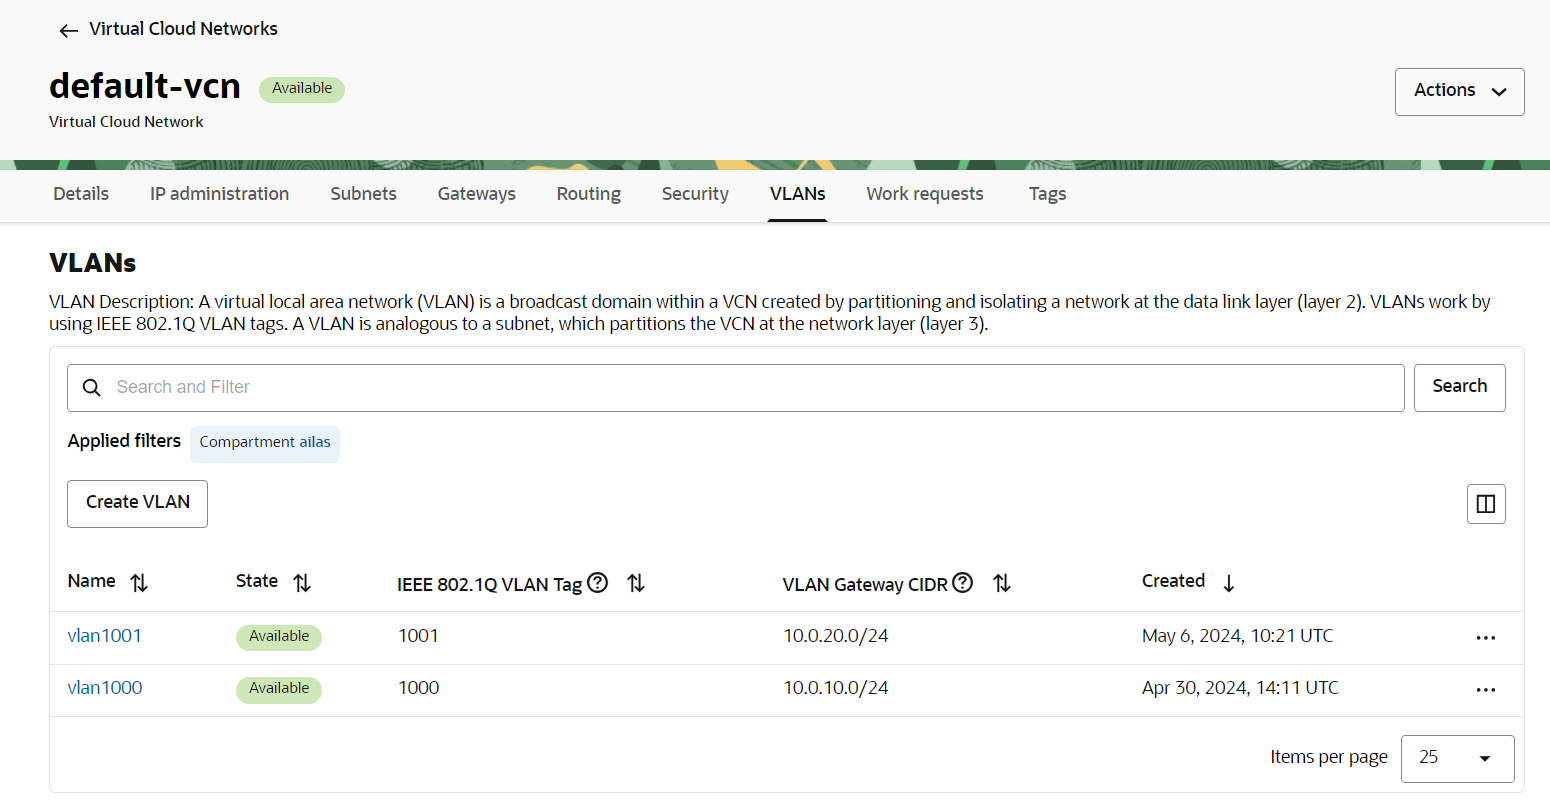 Virtual Cloud Networks
default-vcn Available
Actions
Virtual Cloud Network
Details IP administration Subnets Gateways Routing Security VLANs Work requests Tags
VLANs
VLAN Description: A virtual local area network (VLAN) is a broadcast domain within a VCN created by partitioning and isolating a network at the data link layer (layer 2). VLANs work by
using IEEE 802.1Q VLAN tags. A VLAN is analogous to a subnet, which partitions the VCN at the network layer (layer 3).
Search and Filter Search
Applied filters Compartment ailas
Create VLAN
Name State IEEE 802.1Q VLAN Tag VLAN Gateway CIDR Created
vlan1001 Available 1001 10.0.20.0/24 May 6, 2024, 10:21 UTC
vlan1000 Available 1000 10.0.10.0/24 Apr 30, 2024, 14:11 UTC
Items per page 25